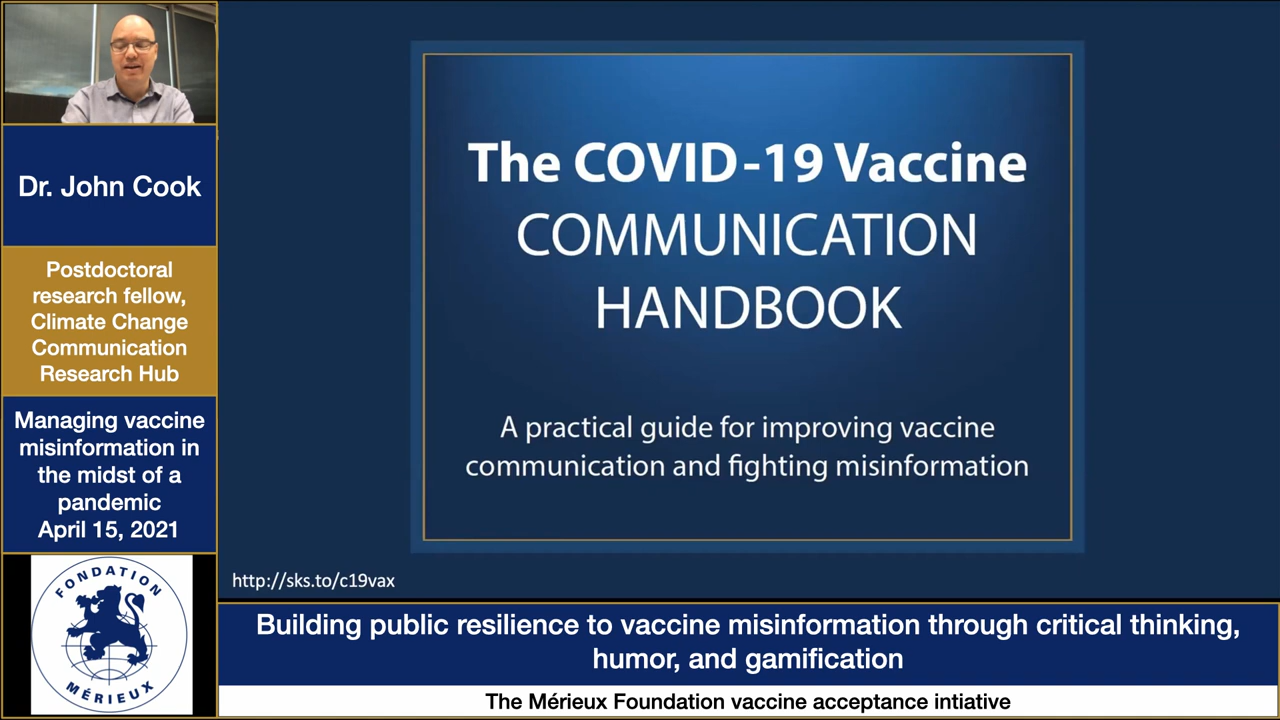 Dr. John Cook
Postdoctoral
research fellow,
Climate Change
Communication
Research Hub
Managing vaccine
misinformation in
the midst of a
pandemic
April 15, 2021
FONDATION
MÉRIEUX
The COVID-19 Vaccine
COMMUNICATION
HANDBOOK
A practical guide for improving vaccine
communication and fighting misinformation
http://sks.to/c19vax
Building public resilience to vaccine misinformation through critical thinking,
humor, and gamification
The Mérieux Foundation vaccine acceptance intiative